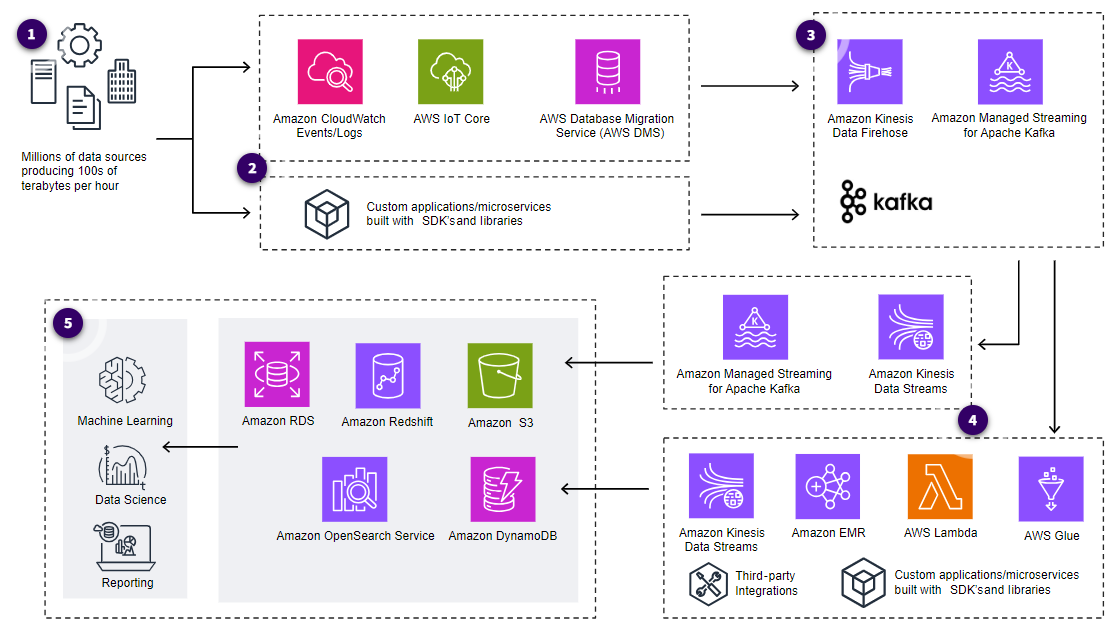 1
Millions of data sources
producing 100s of
terabytes per hour
Amazon CloudWatch
Events/Logs
AWS IoT Core
AWS Database Migration
Service (AWS DMS)
2
Custom applications/microservices
built with SDK'sand libraries
3
Amazon Kinesis
Data Firehose
K
Amazon Managed Streaming
for Apache Kafka
kafka
K
Amazon Managed Streaming
for Apache Kafka
Amazon Kinesis
Data Streams
4
Amazon Kinesis
Data Streams
Amazon EMR
AWS Lambda
AWS Glue
Third-party
Integrations
Custom applications/microservices
built with SDK'sand libraries
5
Machine Learning
$
Data Science
Reporting
Amazon RDS
Amazon Redshift
Amazon S3
Amazon OpenSearch Service
Amazon DynamoDB